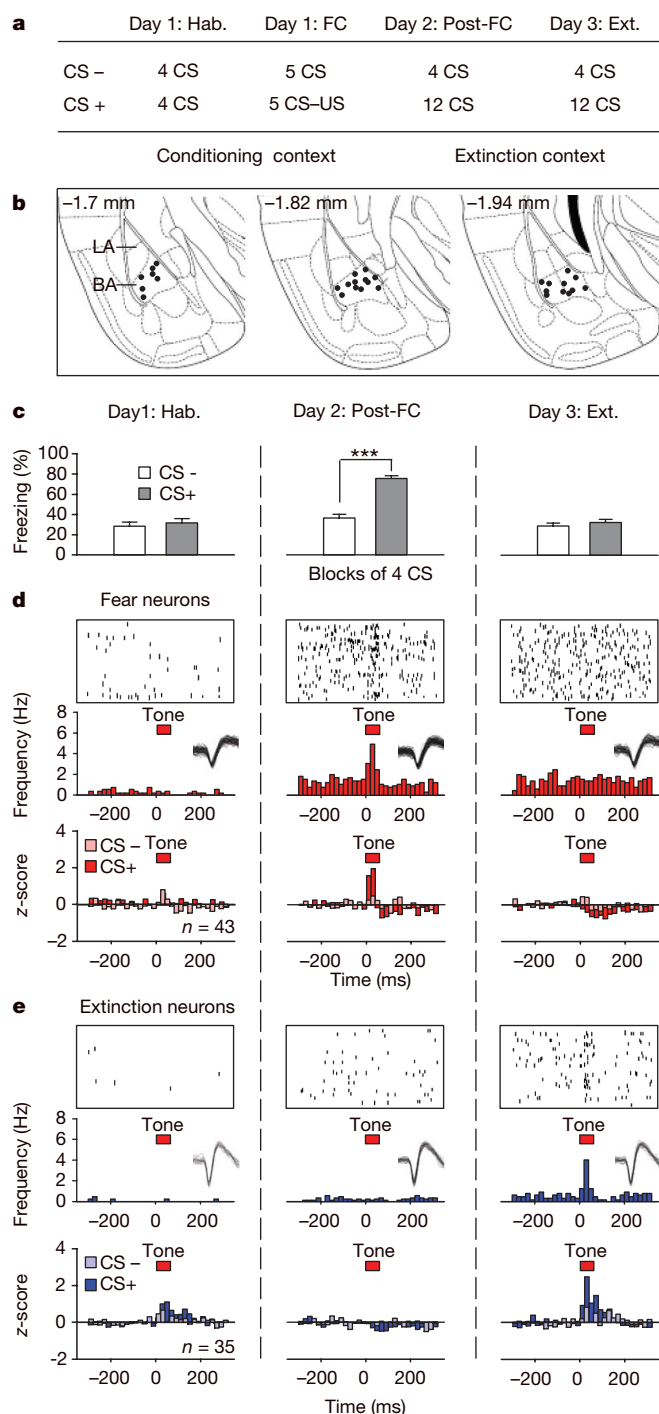 a Day 1: Hab. Day 1: FC Day 2: Post-FC Day 3: Ext.
CS – 4 CS 5 CS 4 CS 4 CS
CS + 4 CS 5 CS–US 12 CS 12 CS
Conditioning context Extinction context
b –1.7 mm –1.82 mm –1.94 mm
LA
BA
c Day1: Hab. Day 2: Post-FC Day 3: Ext.
Freezing (%)
100
80
60
40
20
0
CS -
CS+
***
Blocks of 4 CS
d Fear neurons
Frequency (Hz)
8
6
4
2
0
Tone Tone Tone
–200 0 200 –200 0 200 –200 0 200
z-score
4
2
0
–2
CS –
CS+
Tone Tone Tone
n = 43
–200 0 200 –200 0 200 –200 0 200
Time (ms)
e Extinction neurons
Frequency (Hz)
8
6
4
2
0
Tone Tone Tone
–200 0 200 –200 0 200 –200 0 200
z-score
4
2
0
-2
CS –
CS+
Tone Tone Tone
n = 35
–200 0 200 –200 0 200 –200 0 200
Time (ms)